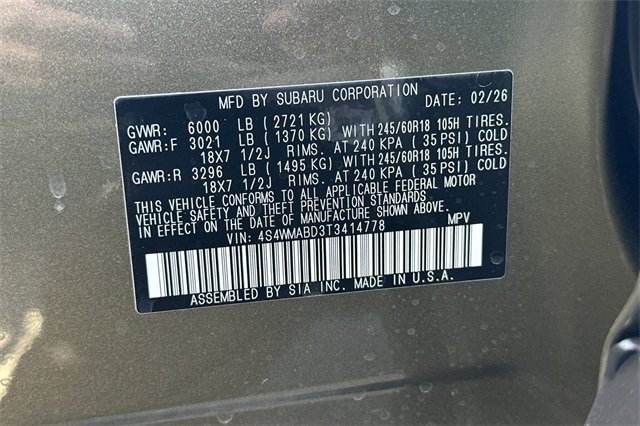 MFD BY SUBARU CORPORATION DATE: 02/26
GVWR: 6000 LB ( 2721 KG)
GAWR:F 3021 LB ( 1370 KG) WITH 245/60R18 105H TIRES.
18X7 1/2J RIMS. AT 240 KPA ( 35 PSI) COLD
GAWR:R 3296 LB ( 1495 KG) WITH 245/60R18 105H TIRES.
18X7 1/2J RIMS. AT 240 KPA ( 35 PSI) COLD
THIS VEHICLE CONFORMS TO ALL APPLICABLE FEDERAL MOTOR
VEHICLE SAFETY AND THEFT PREVENTION STANDARDS
IN EFFECT ON THE DATE OF MANUFACTURE SHOWN ABOVE.
VIN: 4S4WMABD3T3414778 MPV
ASSEMBLED BY SIA INC. MADE IN U.S.A.